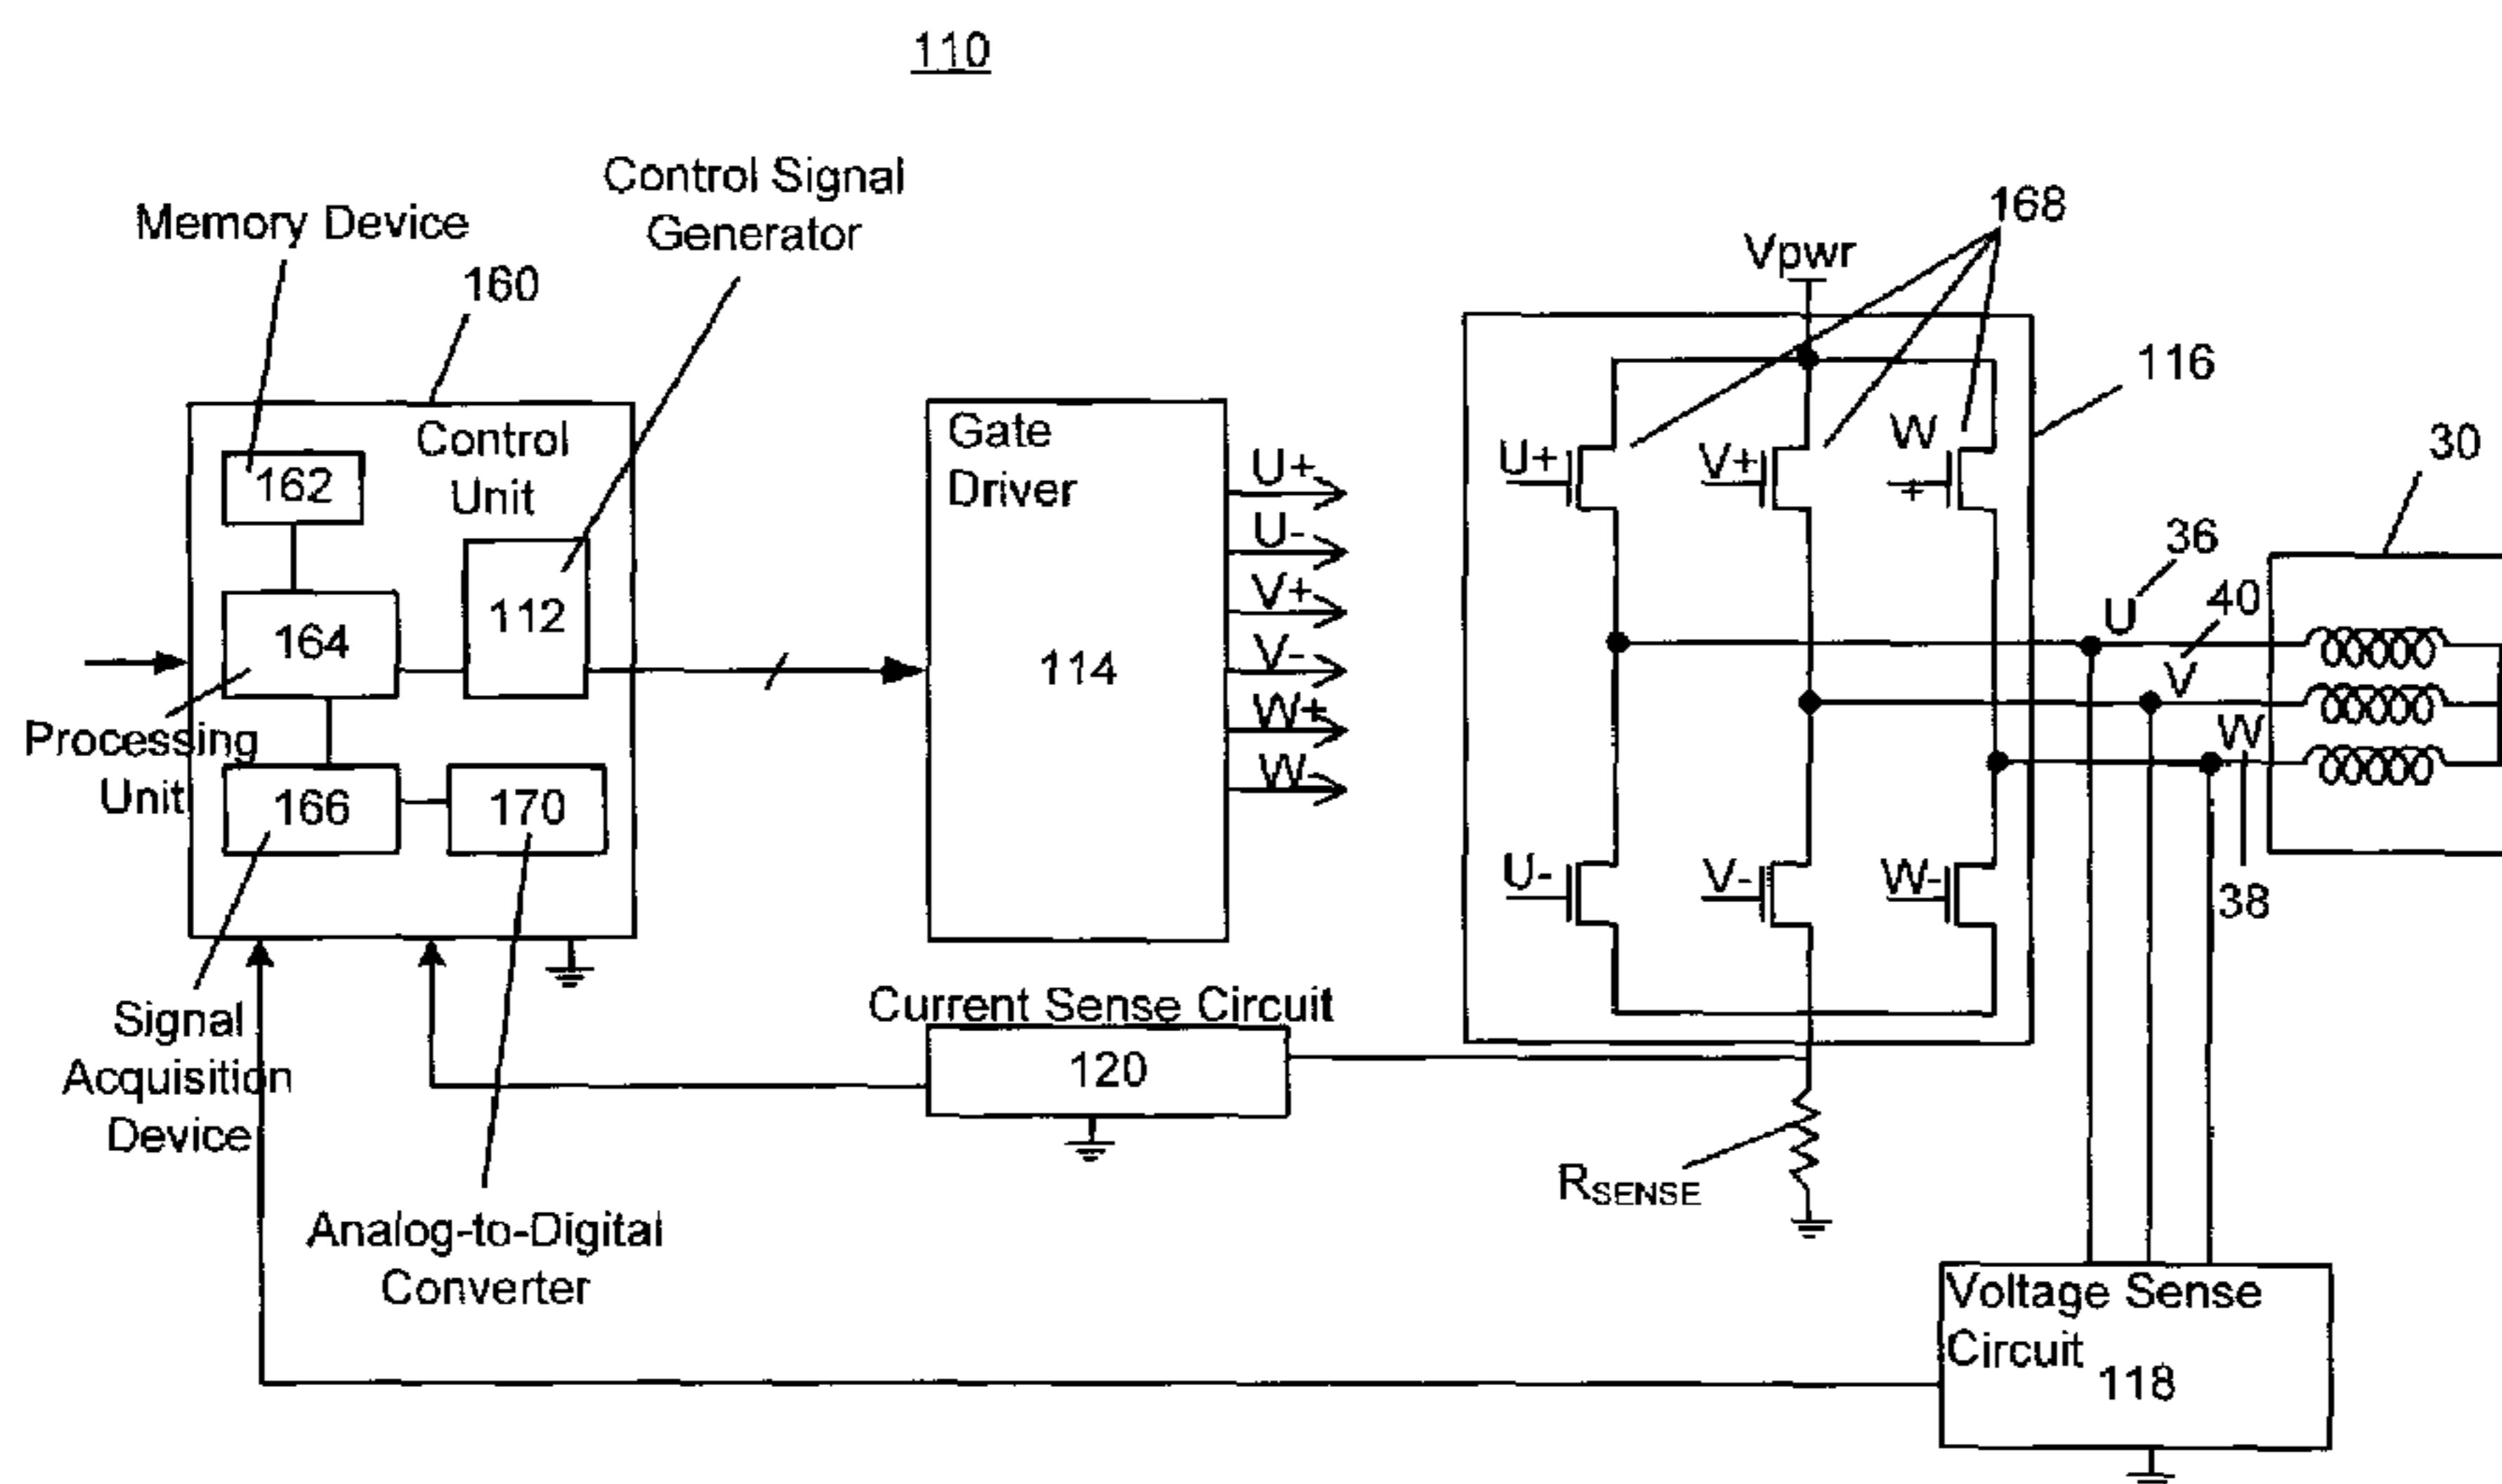 110
Control Signal
Generator
Memory Device
160
168
Vpwr
116
Control
Unit
162
Gate
Driver
U+
U-
V+
V-
W+
W-
U+
V+
W
+
30
36
U
40
V
W
38
164
112
114
Processing
Unit
166
170
U-
V-
W-
Signal
Acquisition
Device
Current Sense Circuit
120
RSENSE
Analog-to-Digital
Converter
Voltage Sense
Circuit
118